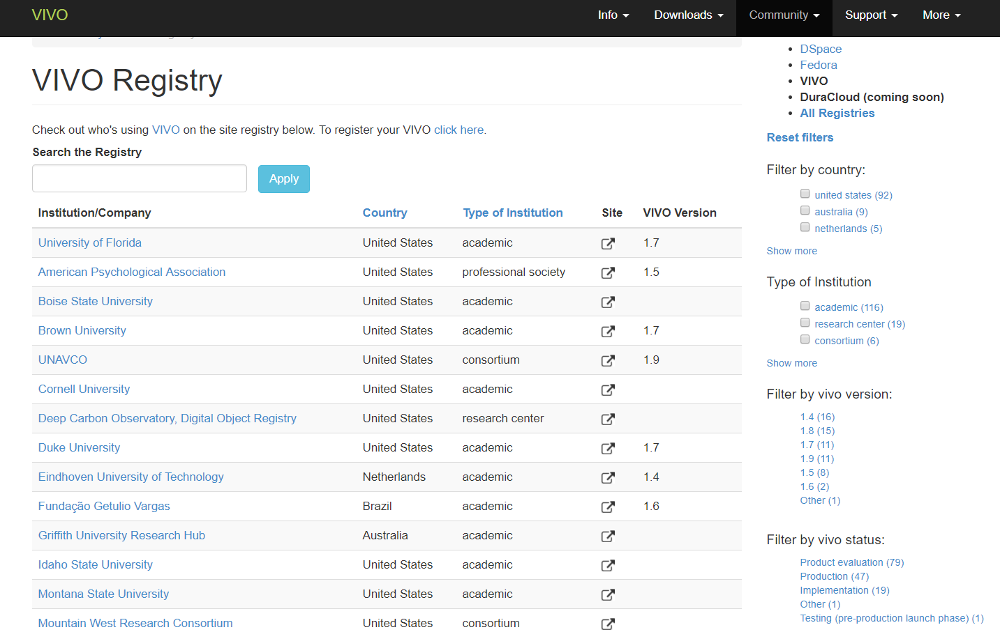 VIVO Info Downloads Community Support More
VIVO Registry
Check out who's using VIVO on the site registry below. To register your VIVO click here.
Search the Registry
Apply
Institution/Company Country Type of Institution Site VIVO Version
University of Florida United States academic 1.7
American Psychological Association United States professional society 1.5
Boise State University United States academic
Brown University United States academic 1.7
UNAVCO United States consortium 1.9
Cornell University United States academic
Deep Carbon Observatory, Digital Object Registry United States research center
Duke University United States academic 1.7
Eindhoven University of Technology Netherlands academic 1.4
Fundação Getulio Vargas Brazil academic 1.6
Griffith University Research Hub Australia academic
Idaho State University United States academic
Montana State University United States academic
Mountain West Research Consortium United States consortium
DSpace
Fedora
VIVO
DuraCloud (coming soon)
All Registries
Reset filters
Filter by country:
united states (92)
australia (9)
netherlands (5)
Show more
Type of Institution
academic (116)
research center (19)
consortium (6)
Show more
Filter by vivo version:
1.4 (16)
1.8 (15)
1.7 (11)
1.9 (11)
1.5 (8)
1.6 (2)
Other (1)
Filter by vivo status:
Product evaluation (79)
Production (47)
Implementation (19)
Other (1)
Testing (pre-production launch phase) (1)